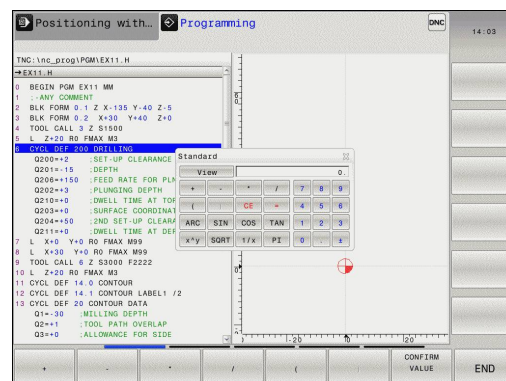 Positioning with…
Programming
DNC
14:03
TNC:\nc_prog\PGM\EX11.H
→EX11.H
0 BEGIN PGM EX11 MM
1 ;-ANY COMMENT
2 BLK FORM 0.1 Z X-135 Y-40 Z-5
3 BLK FORM 0.2 X+30 Y+40 Z+0
4 TOOL CALL 3 Z S1500
5 L Z+20 R0 FMAX M3
6 CYCL DEF 200 DRILLING
Q200=+2 ;SET-UP CLEARANCE
Q201=-15 ;DEPTH
Q206=+150 ;FEED RATE FOR PLN
Q202=+3 ;PLUNGING DEPTH
Q210=+0 ;DWELL TIME AT TOP
Q203=+0 ;SURFACE COORDINAT
Q204=+50 ;2ND SET-UP CLEARA
Q211=+0 ;DWELL TIME AT DEP
7 L X+0 Y+0 R0 FMAX M99
8 L X+30 Y+0 R0 FMAX M99
9 TOOL CALL 6 Z S3000 F2222
10 L Z+20 R0 FMAX M3
11 CYCL DEF 14.0 CONTOUR
12 CYCL DEF 14.1 CONTOUR LABEL1 /2
13 CYCL DEF 20 CONTOUR DATA
Q1=-30 ;MILLING DEPTH
Q2=+1 ;TOOL PATH OVERLAP
Q3=+0 ;ALLOWANCE FOR SIDE
Standard
View 0.
+ - * / 7 8 9
( ) CE = 4 5 6
ARC SIN COS TAN 1 2 3
x^y SQRT 1/x PI 0 . ±
-20 0 20
+ - * / ( ) CONFIRM VALUE END